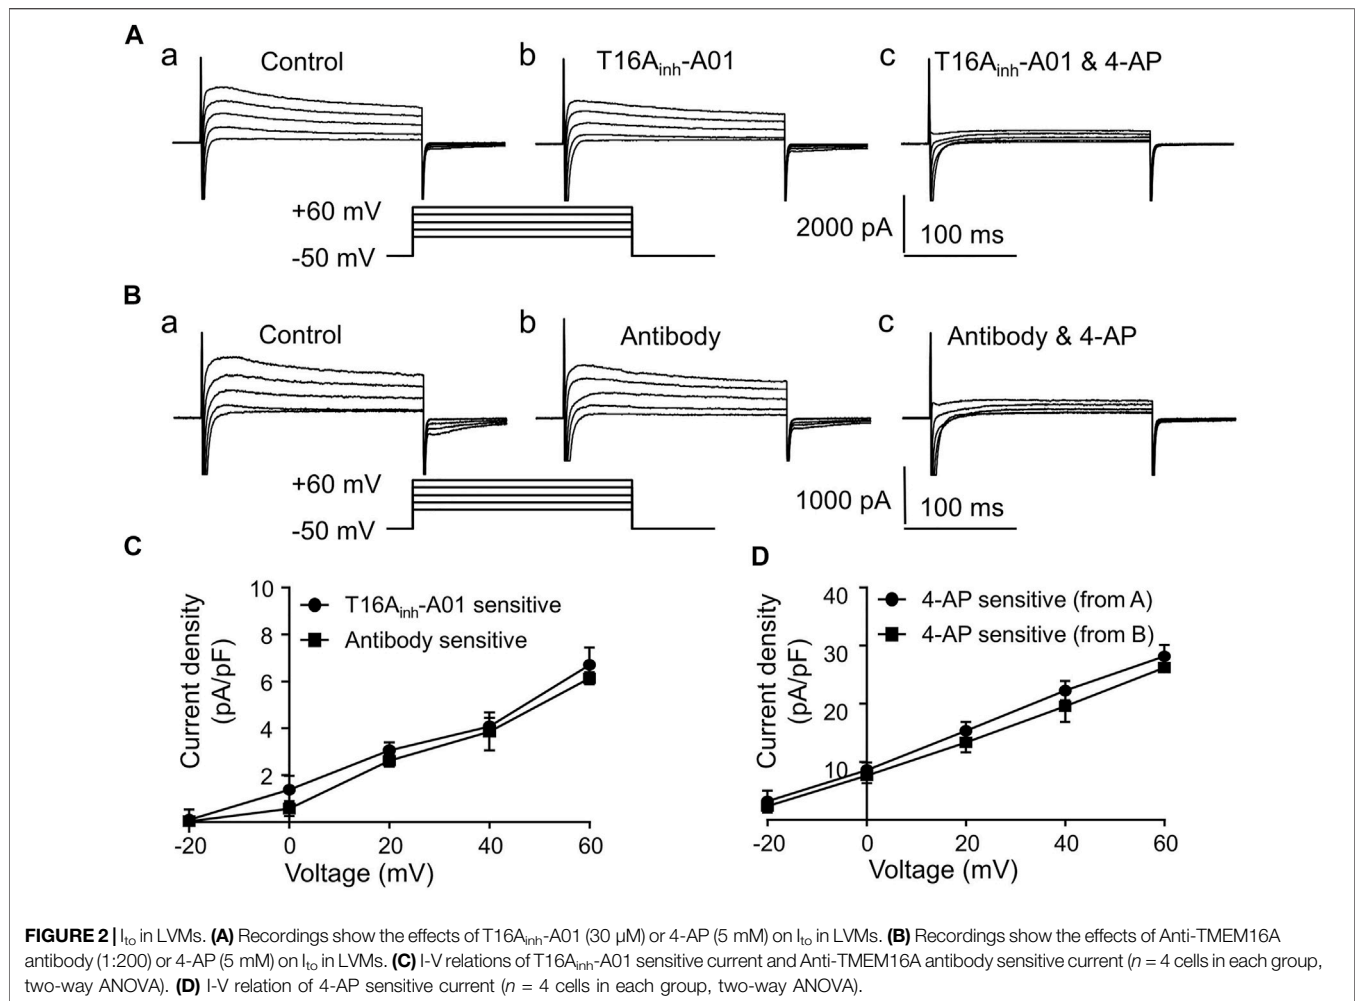 A
a
Control
b
T16Ainh-A01
c
T16Ainh-A01 & 4-AP
+60 mV
-50 mV
2000 pA
100 ms
B
a
Control
b
Antibody
c
Antibody & 4-AP
+60 mV
-50 mV
1000 pA
100 ms
C
Current density
(pA/pF)
10
8
6
4
2
T16Ainh-A01 sensitive
Antibody sensitive
-20
0
20
40
60
Voltage (mV)
D
Current density
(pA/pF)
40
30
20
10
4-AP sensitive (from A)
4-AP sensitive (from B)
-20
0
20
40
60
Voltage (mV)
FIGURE 2 | Ito in LVMs. (A) Recordings show the effects of T16Ainh-A01 (30 µM) or 4-AP (5 mM) on Ito in LVMs. (B) Recordings show the effects of Anti-TMEM16A
antibody (1:200) or 4-AP (5 mM) on Ito in LVMs. (C) I-V relations of T16Ainh-A01 sensitive current and Anti-TMEM16A antibody sensitive current (n = 4 cells in each group,
two-way ANOVA). (D) I-V relation of 4-AP sensitive current (n = 4 cells in each group, two-way ANOVA).